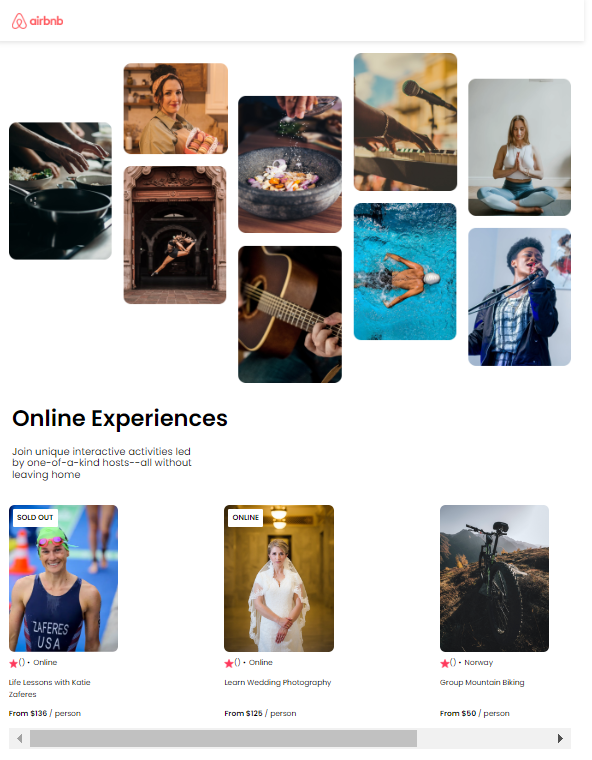 airbnb
Online Experiences
Join unique interactive activities led
by one-of-a-kind hosts--all without
leaving home
SOLD OUT
ZAFERES
USA
() • Online
Life Lessons with Katie
Zaferes
From $136 / person
ONLINE
() • Online
Learn Wedding Photography
From $125 / person
() • Norway
Group Mountain Biking
From $50 / person